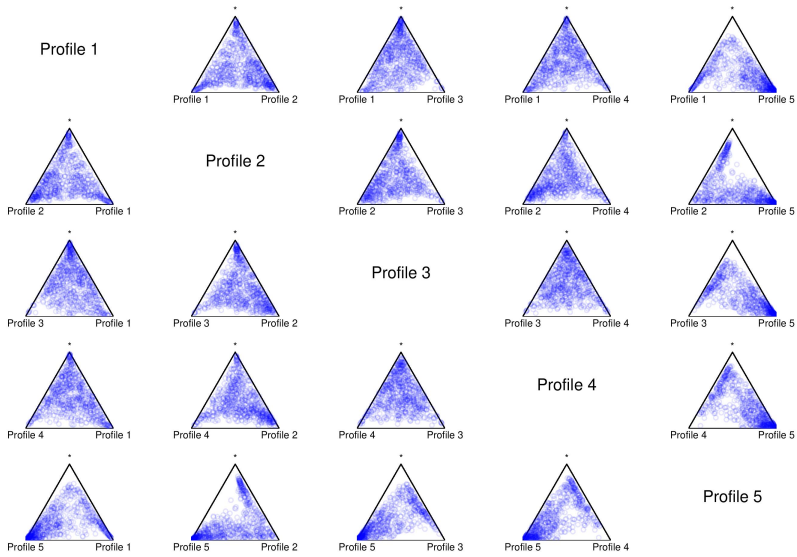 * * * *
Profile 1
Profile 1 Profile 2 Profile 1 Profile 3 Profile 1 Profile 4 Profile 1 Profile 5
* * * *
Profile 2
Profile 2 Profile 1 Profile 2 Profile 3 Profile 2 Profile 4 Profile 2 Profile 5
* * * *
Profile 3
Profile 3 Profile 1 Profile 3 Profile 2 Profile 3 Profile 4 Profile 3 Profile 5
* * * *
Profile 4
Profile 4 Profile 1 Profile 4 Profile 2 Profile 4 Profile 3 Profile 4 Profile 5
* * * *
Profile 5
Profile 5 Profile 1 Profile 5 Profile 2 Profile 5 Profile 3 Profile 5 Profile 4